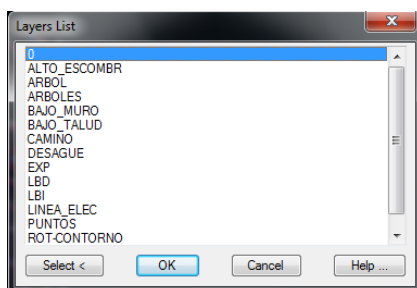 Layers List
0
ALTO_ESCOMBR
ARBOL
ARBOLES
BAJO_MURO
BAJO_TALUD
CAMINO
DESAGUE
EXP
LBD
LBI
LINEA_ELEC
PUNTOS
ROT-CONTORNO
Select < OK Cancel Help ...